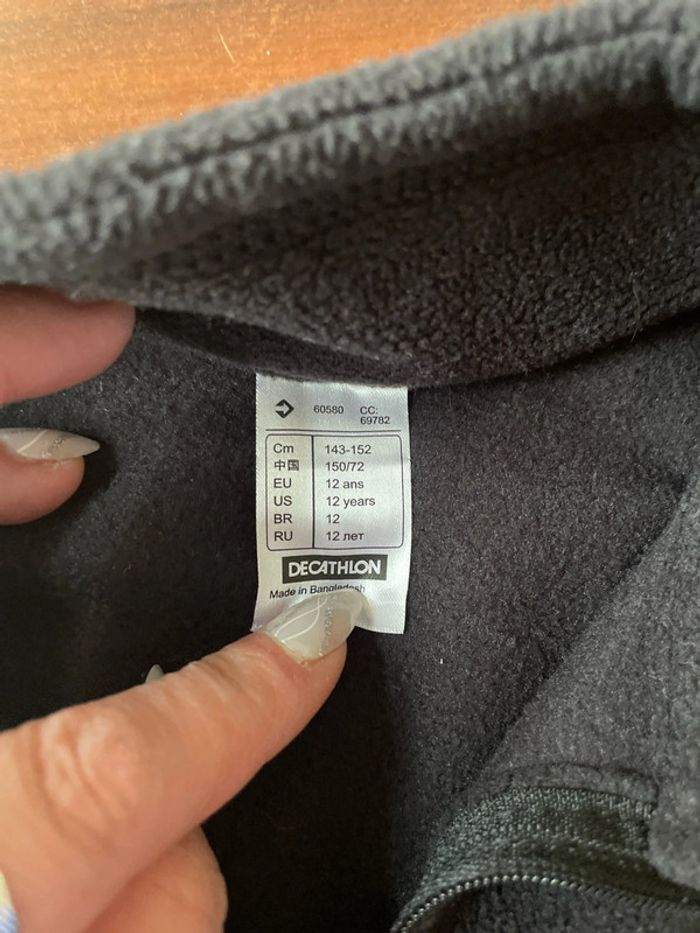 60580 CC:
69782
Cm 143-152
中国 150/72
EU 12 ans
US 12 years
BR 12
RU 12 лет
DECATHLON
Made in Bangladesh